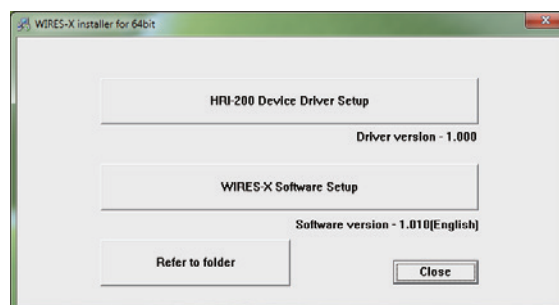 WIRES-X installer for 64bit
HRI-200 Device Driver Setup
Driver version - 1.000
WIRES-X Software Setup
Software version - 1.010[English]
Refer to folder
Close